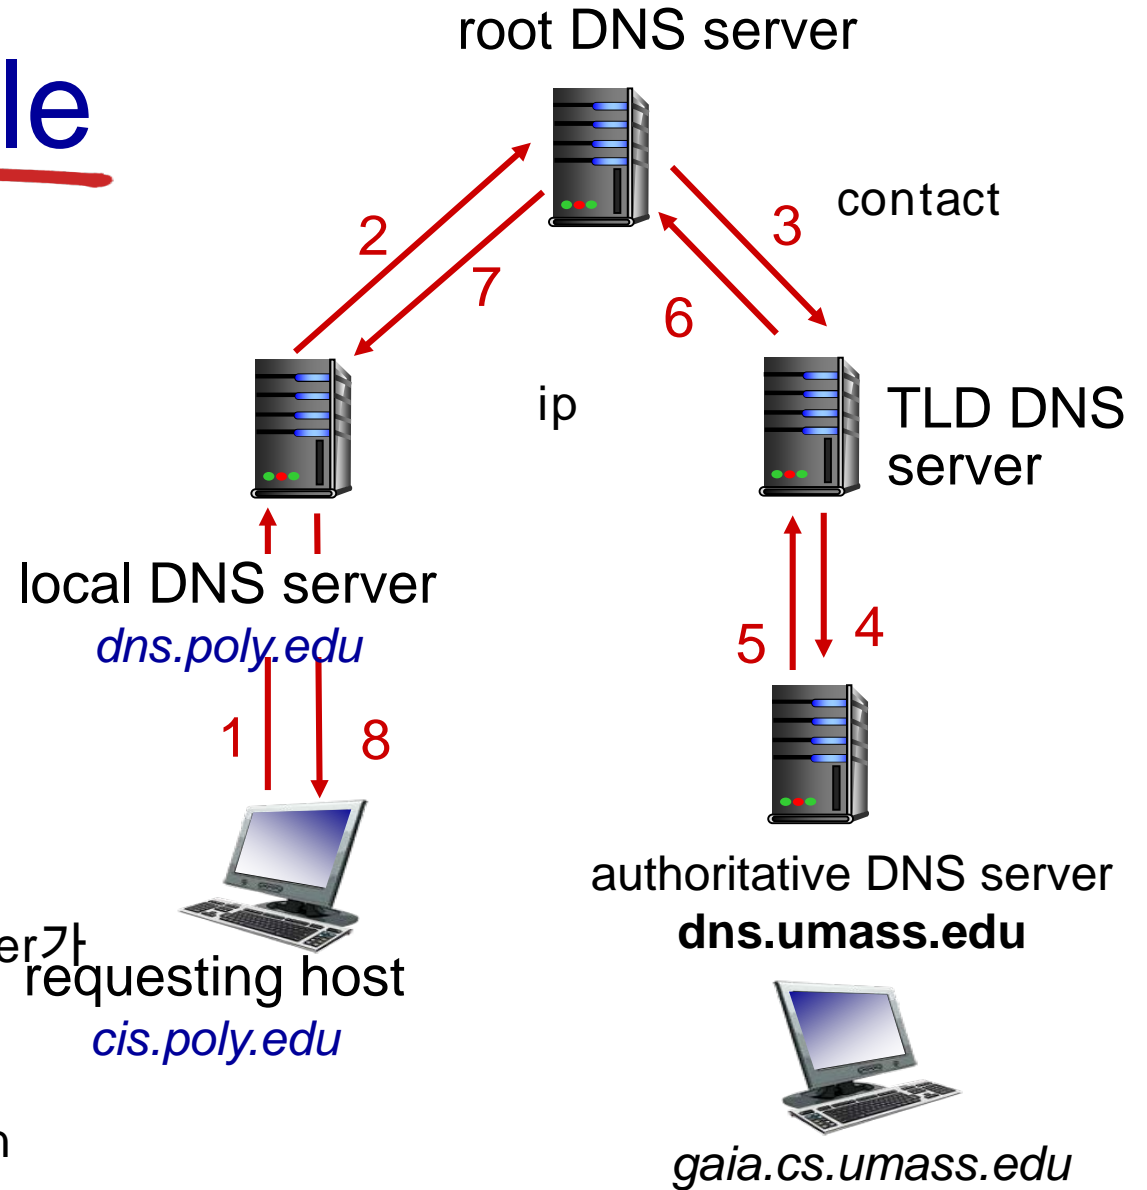 root DNS server
le
contact
2
3
7
6
ip
TLD DNS
server
local DNS server
dns.poly.edu
5
4
1
8
authoritative DNS server
dns.umass.edu
er가
requesting host
cis.poly.edu
n
gaia.cs.umass.edu